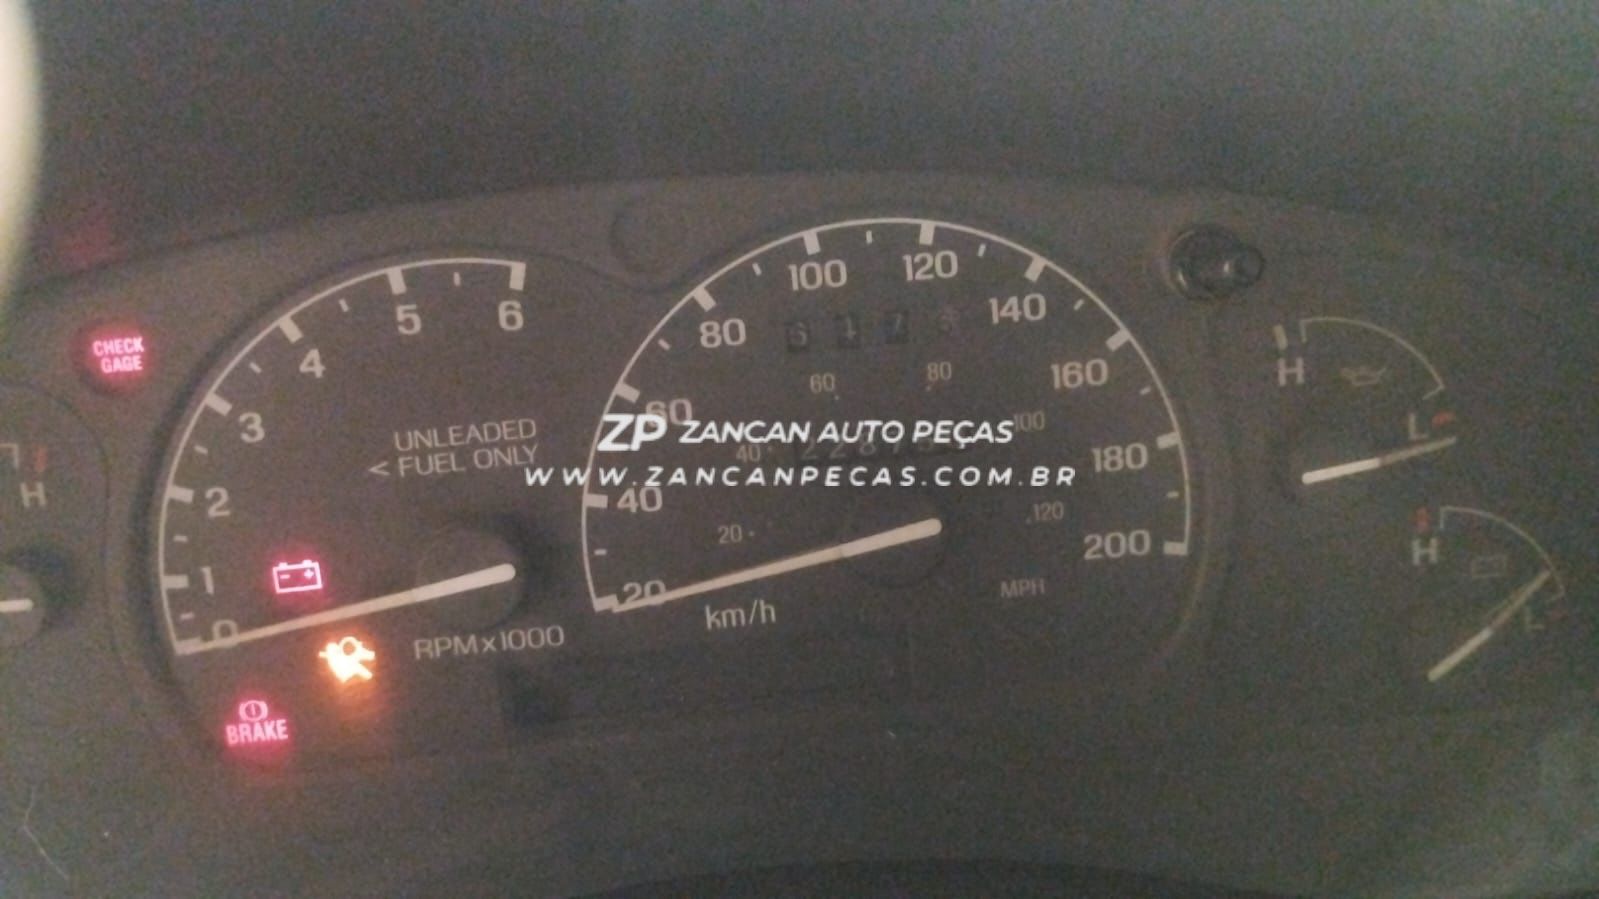 CHECK
GAGE
0
1
2
3
4
5
6
UNLEADED
< FUEL ONLY
RPM x 1000
BRAKE
20
40
60
80
100
120
140
160
180
200
20
40
60
80
100
120
km/h
MPH
H
L
H
L
H
ZP ZANCAN AUTO PEÇAS
WWW.ZANCANPECAS.COM.BR